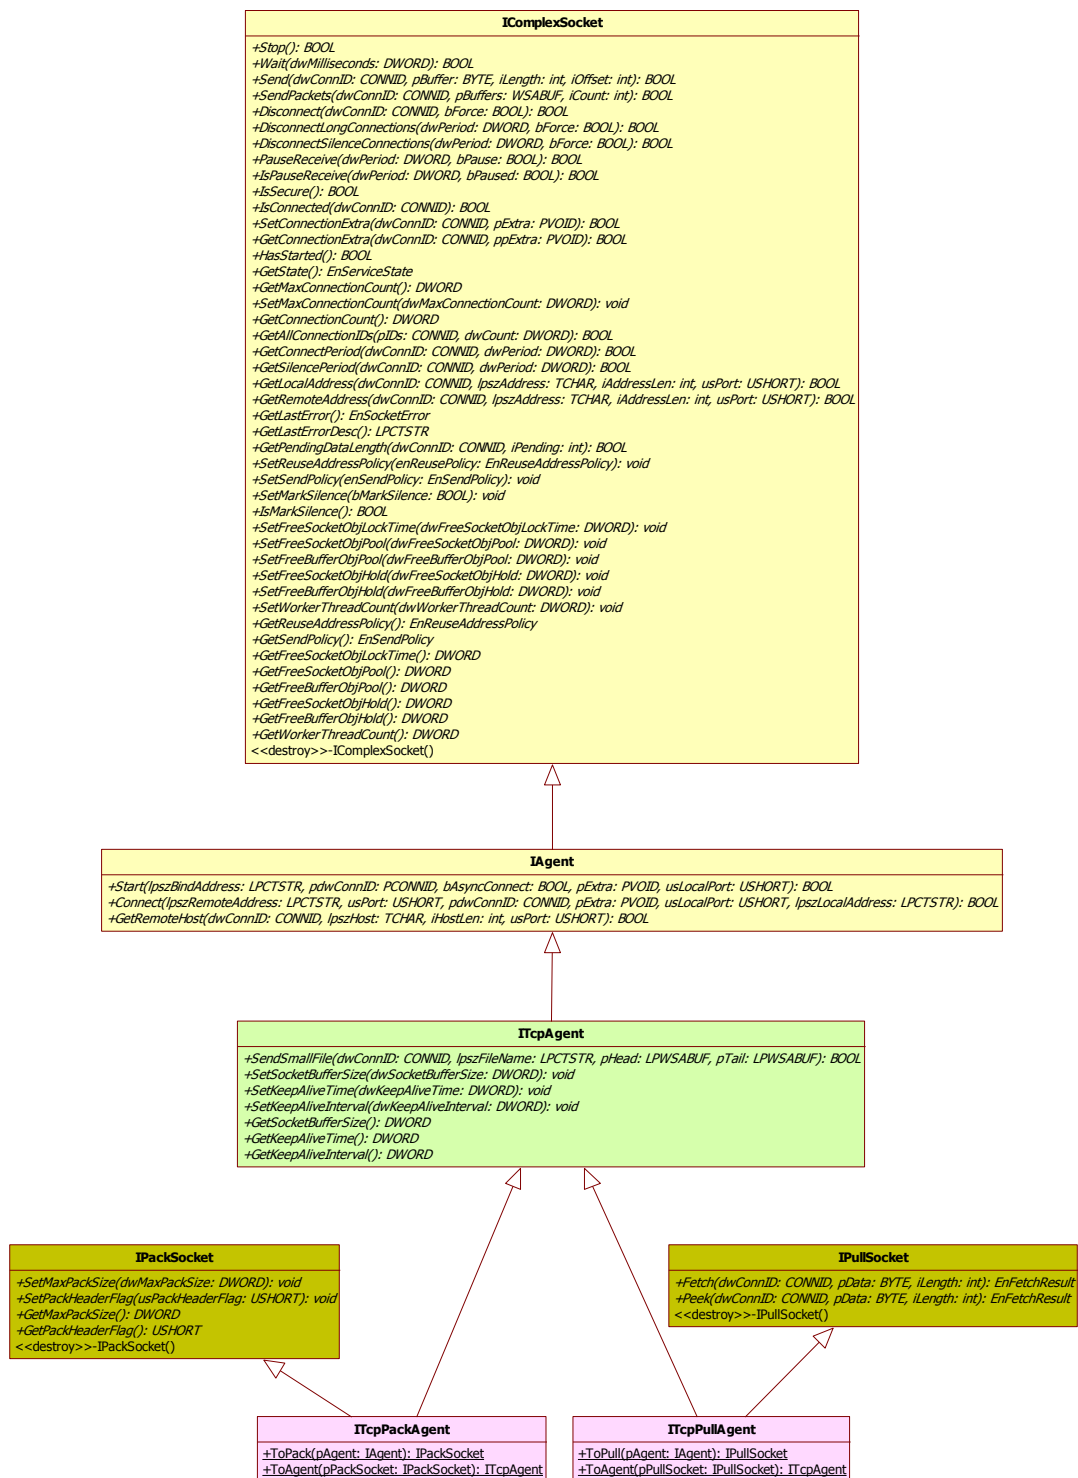 IComplexSocket
+Stop(): BOOL
+Wait(dwMilliseconds: DWORD): BOOL
+Send(dwConnID: CONNID, pBuffer: BYTE, iLength: int, iOffset: int): BOOL
+SendPackets(dwConnID: CONNID, pBuffers: WSABUF, iCount: int): BOOL
+Disconnect(dwConnID: CONNID, bForce: BOOL): BOOL
+DisconnectLongConnections(dwPeriod: DWORD, bForce: BOOL): BOOL
+DisconnectSilenceConnections(dwPeriod: DWORD, bForce: BOOL): BOOL
+PauseReceive(dwPeriod: DWORD, bPause: BOOL): BOOL
+IsPauseReceive(dwPeriod: DWORD, bPaused: BOOL): BOOL
+IsSecure(): BOOL
+IsConnected(dwConnID: CONNID): BOOL
+SetConnectionExtra(dwConnID: CONNID, pExtra: PVOID): BOOL
+GetConnectionExtra(dwConnID: CONNID, ppExtra: PVOID): BOOL
+HasStarted(): BOOL
+GetState(): EnServiceState
+GetMaxConnectionCount(): DWORD
+SetMaxConnectionCount(dwMaxConnectionCount: DWORD): void
+GetConnectionCount(): DWORD
+GetAllConnectionIDs(pIDs: CONNID, dwCount: DWORD): BOOL
+GetConnectPeriod(dwConnID: CONNID, dwPeriod: DWORD): BOOL
+GetSilencePeriod(dwConnID: CONNID, dwPeriod: DWORD): BOOL
+GetLocalAddress(dwConnID: CONNID, lpszAddress: TCHAR, iAddressLen: int, usPort: USHORT): BOOL
+GetRemoteAddress(dwConnID: CONNID, lpszAddress: TCHAR, iAddressLen: int, usPort: USHORT): BOOL
+GetLastError(): EnSocketError
+GetLastErrorDesc(): LPCTSTR
+GetPendingDataLength(dwConnID: CONNID, iPending: int): BOOL
+SetReuseAddressPolicy(enReusePolicy: EnReuseAddressPolicy): void
+SetSendPolicy(enSendPolicy: EnSendPolicy): void
+SetMarkSilence(bMarkSilence: BOOL): void
+IsMarkSilence(): BOOL
+SetFreeSocketObjLockTime(dwFreeSocketObjLockTime: DWORD): void
+SetFreeSocketObjPool(dwFreeSocketObjPool: DWORD): void
+SetFreeBufferObjPool(dwFreeBufferObjPool: DWORD): void
+SetFreeSocketObjHold(dwFreeSocketObjHold: DWORD): void
+SetFreeBufferObjHold(dwFreeBufferObjHold: DWORD): void
+SetWorkerThreadCount(dwWorkerThreadCount: DWORD): void
+GetReuseAddressPolicy(): EnReuseAddressPolicy
+GetSendPolicy(): EnSendPolicy
+GetFreeSocketObjLockTime(): DWORD
+GetFreeSocketObjPool(): DWORD
+GetFreeBufferObjPool(): DWORD
+GetFreeSocketObjHold(): DWORD
+GetFreeBufferObjHold(): DWORD
+GetWorkerThreadCount(): DWORD
<<destroy>>-IComplexSocket()
IAgent
+Start(lpszBindAddress: LPCTSTR, pdwConnID: PCONNID, bAsyncConnect: BOOL, pExtra: PVOID, usLocalPort: USHORT): BOOL
+Connect(lpszRemoteAddress: LPCTSTR, usPort: USHORT, pdwConnID: CONNID, pExtra: PVOID, usLocalPort: USHORT, lpszLocalAddress: LPCTSTR): BOOL
+GetRemoteHost(dwConnID: CONNID, lpszHost: TCHAR, iHostLen: int, usPort: USHORT): BOOL
ITcpAgent
+SendSmallFile(dwConnID: CONNID, lpszFileName: LPCTSTR, pHead: LPWSABUF, pTail: LPWSABUF): BOOL
+SetSocketBufferSize(dwSocketBufferSize: DWORD): void
+SetKeepAliveTime(dwKeepAliveTime: DWORD): void
+SetKeepAliveInterval(dwKeepAliveInterval: DWORD): void
+GetSocketBufferSize(): DWORD
+GetKeepAliveTime(): DWORD
+GetKeepAliveInterval(): DWORD
IPackSocket
+SetMaxPackSize(dwMaxPackSize: DWORD): void
+SetPackHeaderFlag(usPackHeaderFlag: USHORT): void
+GetMaxPackSize(): DWORD
+GetPackHeaderFlag(): USHORT
<<destroy>>-IPackSocket()
IPullSocket
+Fetch(dwConnID: CONNID, pData: BYTE, iLength: int): EnFetchResult
+Peek(dwConnID: CONNID, pData: BYTE, iLength: int): EnFetchResult
<<destroy>>-IPullSocket()
ITcpPackAgent
+ToPack(pAgent: IAgent): IPackSocket
+ToAgent(pPackSocket: IPackSocket): ITcpAgent
ITcpPullAgent
+ToPull(pAgent: IAgent): IPullSocket
+ToAgent(pPullSocket: IPullSocket): ITcpAgent